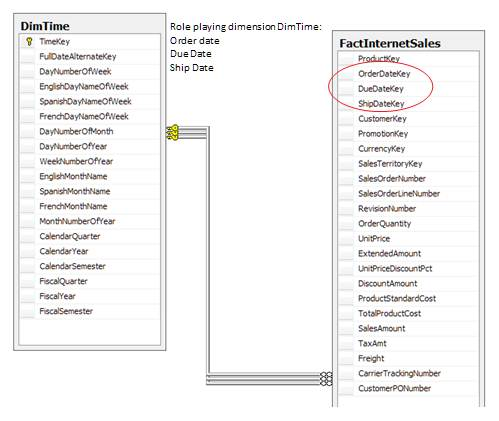 DimTime
TimeKey
FullDateAlternateKey
DayNumberOfWeek
EnglishDayNameOfWeek
SpanishDayNameOfWeek
FrenchDayNameOfWeek
DayNumberOfMonth
DayNumberOfYear
WeekNumberOfYear
EnglishMonthName
SpanishMonthName
FrenchMonthName
MonthNumberOfYear
CalendarQuarter
CalendarYear
CalendarSemester
FiscalQuarter
FiscalYear
FiscalSemester
Role playing dimension DimTime:
Order date
Due Date
Ship Date
FactInternetSales
ProductKey
OrderDateKey
DueDateKey
ShipDateKey
CustomerKey
PromotionKey
CurrencyKey
SalesTerritoryKey
SalesOrderNumber
SalesOrderLineNumber
RevisionNumber
OrderQuantity
UnitPrice
ExtendedAmount
UnitPriceDiscountPct
DiscountAmount
ProductStandardCost
TotalProductCost
SalesAmount
TaxAmt
Freight
CarrierTrackingNumber
CustomerPONumber